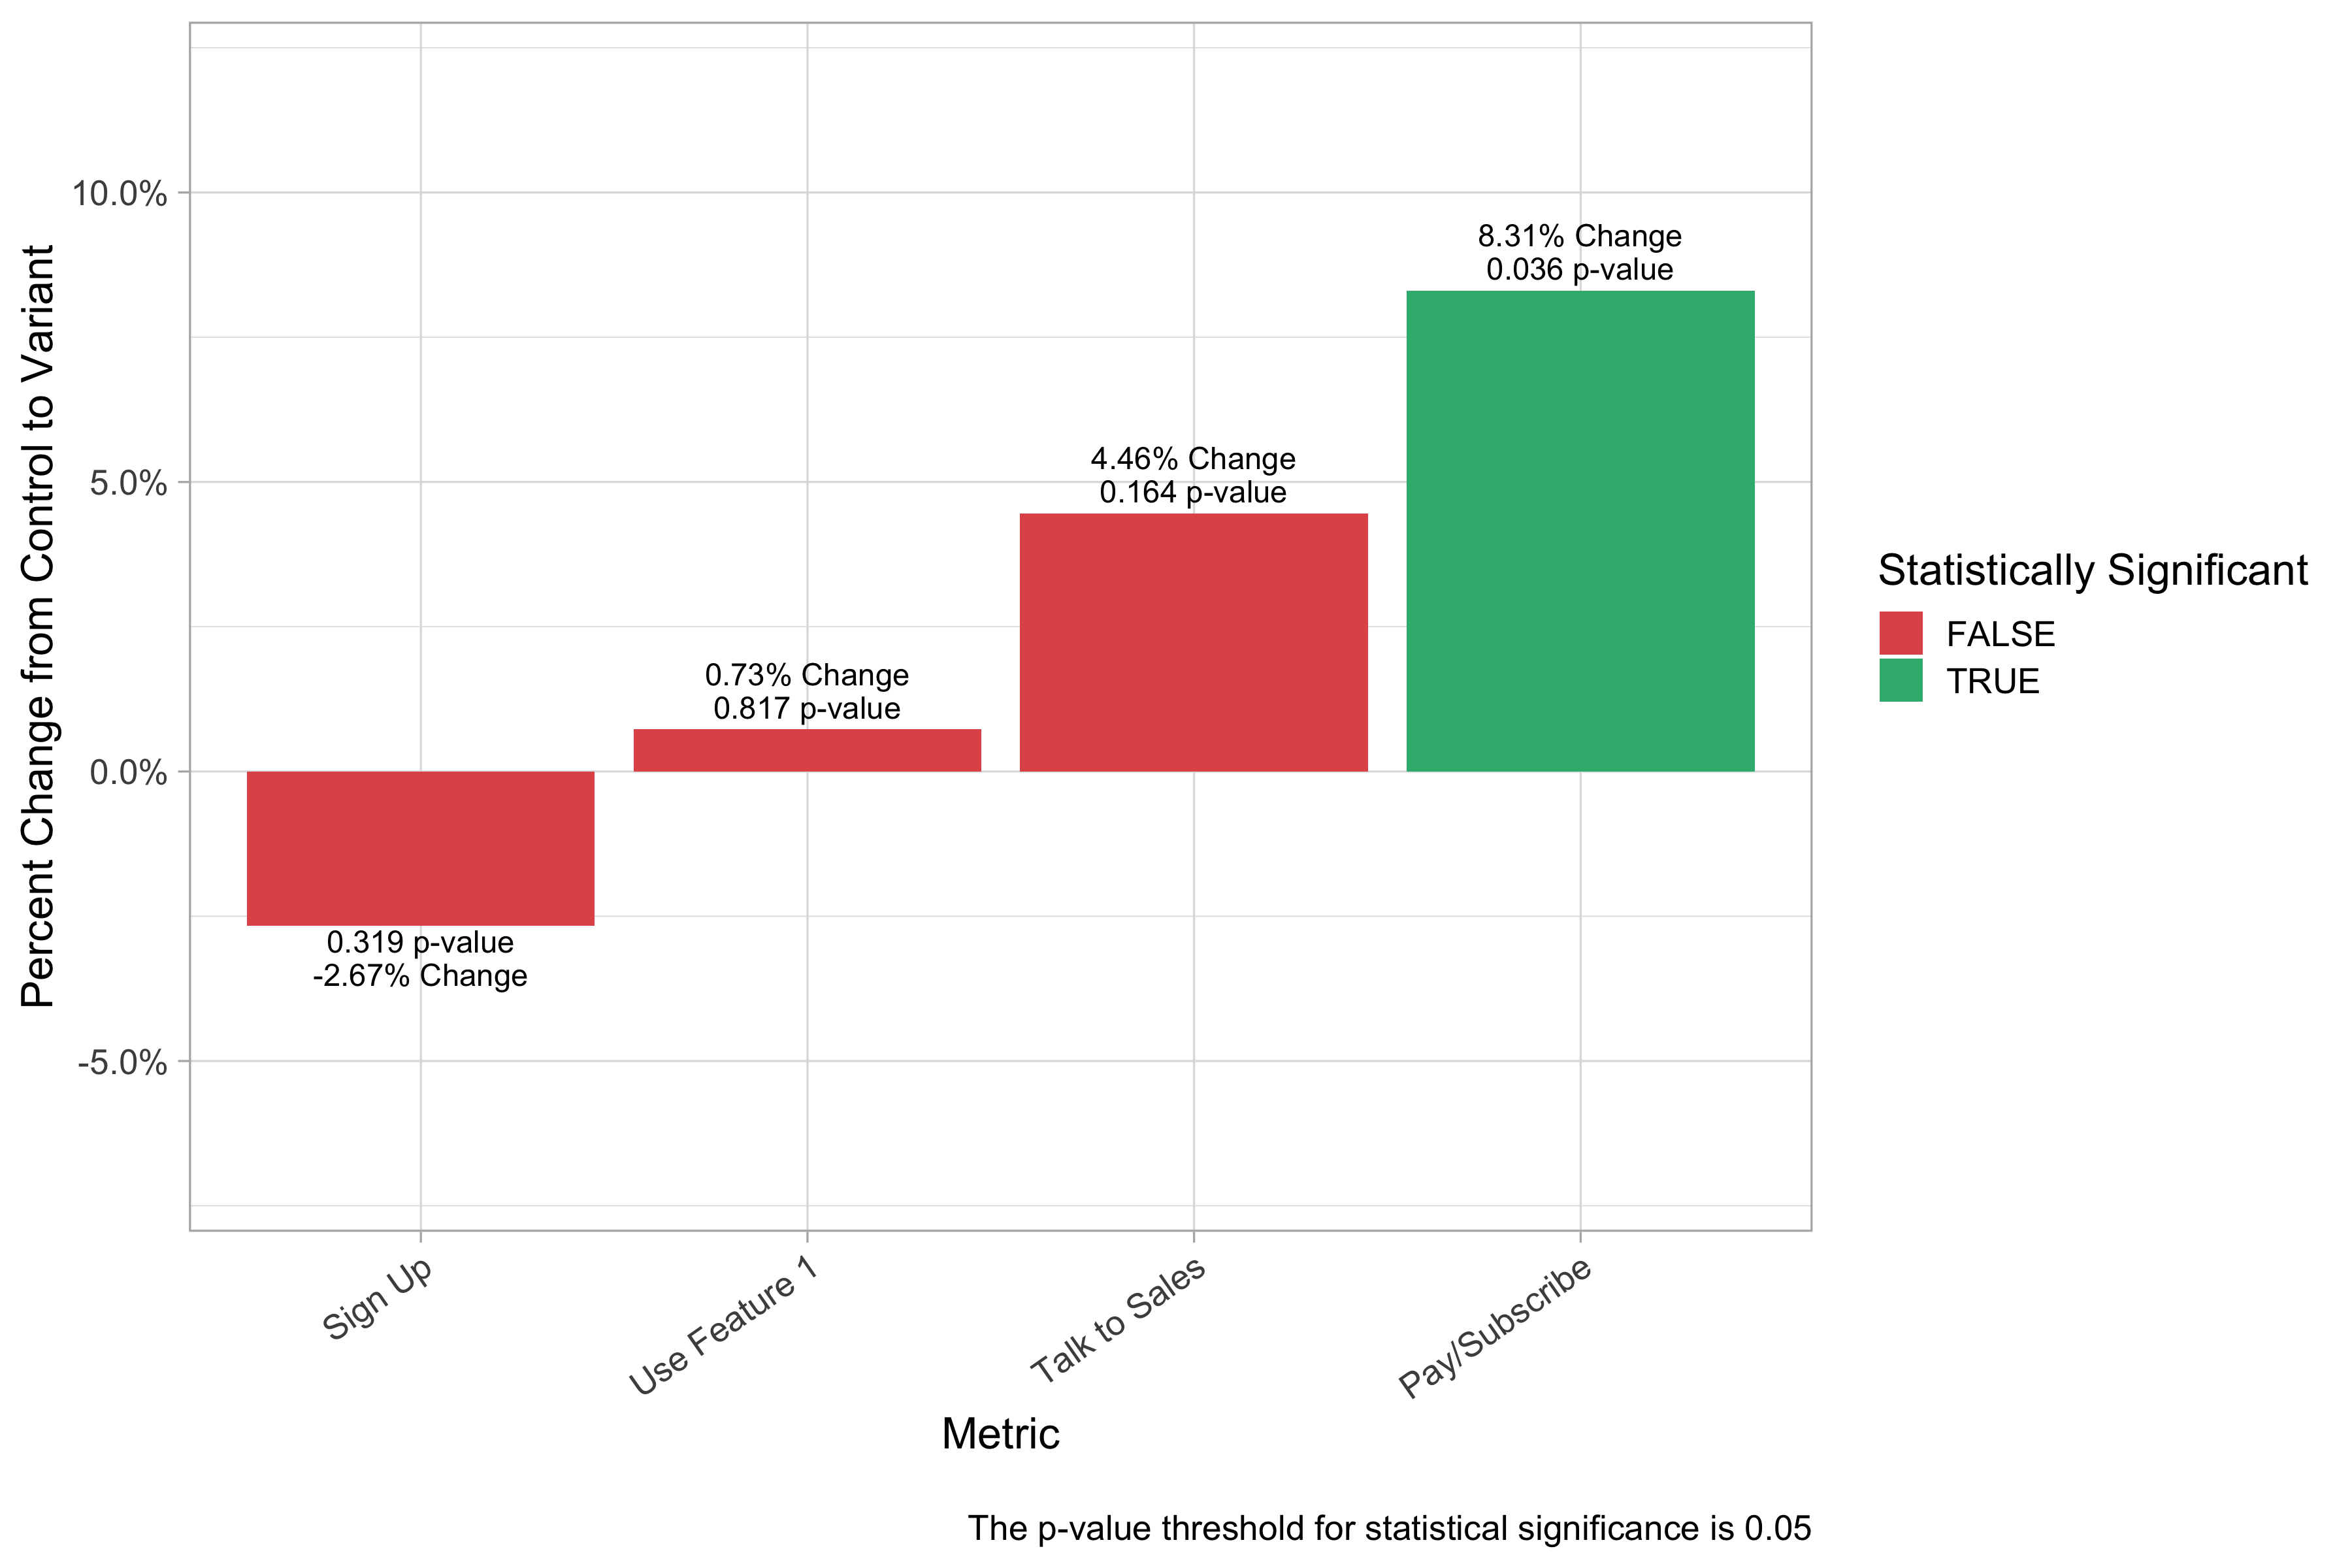 Percent Change from Control to Variant
10.0%
5.0%
0.0%
-5.0%
0.319 p-value
-2.67% Change
0.73% Change
0.817 p-value
4.46% Change
0.164 p-value
8.31% Change
0.036 p-value
Sign Up
Use Feature 1
Talk to Sales
Pay/Subscribe
Metric
Statistically Significant
FALSE
TRUE
The p-value threshold for statistical significance is 0.05